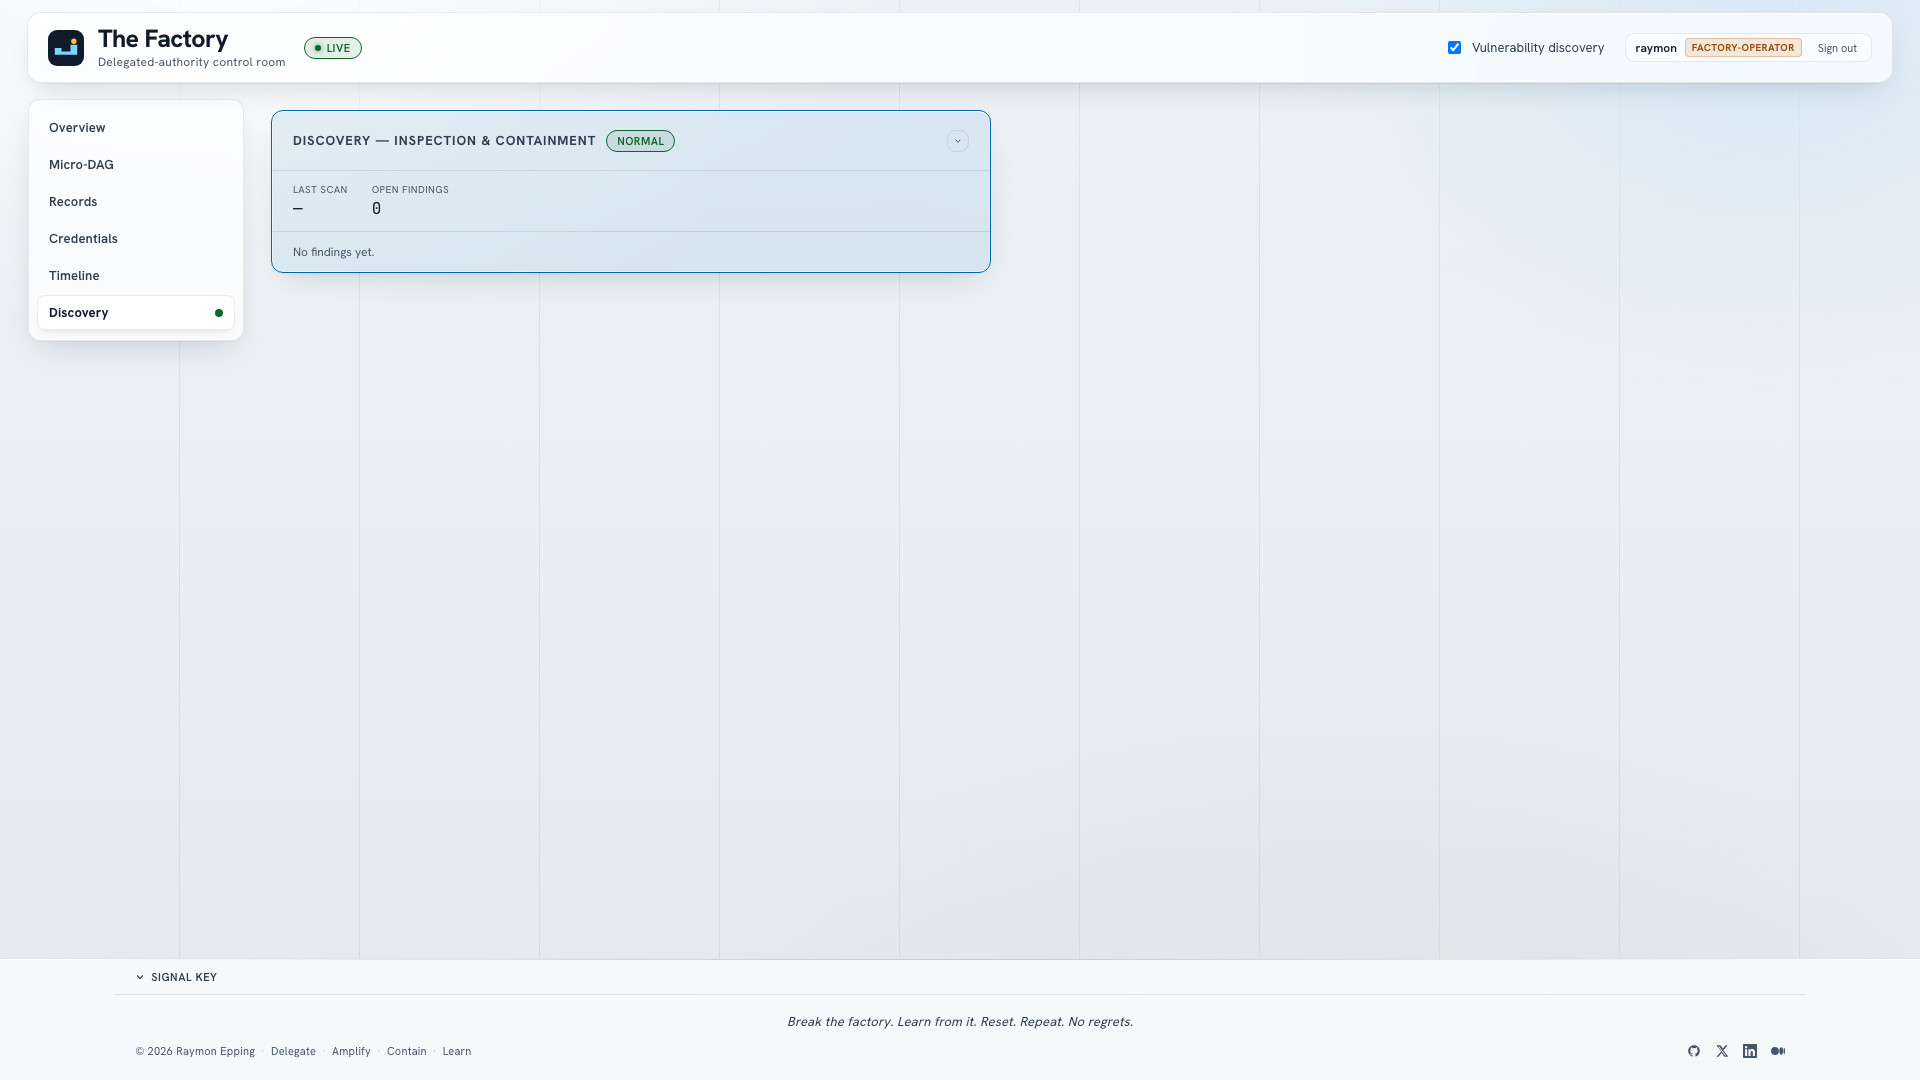 The Factory
Delegated-authority control room
LIVE
Vulnerability discovery
raymon
FACTORY-OPERATOR
Sign out
Overview
Micro-DAG
Records
Credentials
Timeline
Discovery
DISCOVERY — INSPECTION & CONTAINMENT
NORMAL
LAST SCAN
—
OPEN FINDINGS
0
No findings yet.
SIGNAL KEY
Break the factory. Learn from it. Reset. Repeat. No regrets.
© 2026 Raymon Epping · Delegate · Amplify · Contain · Learn